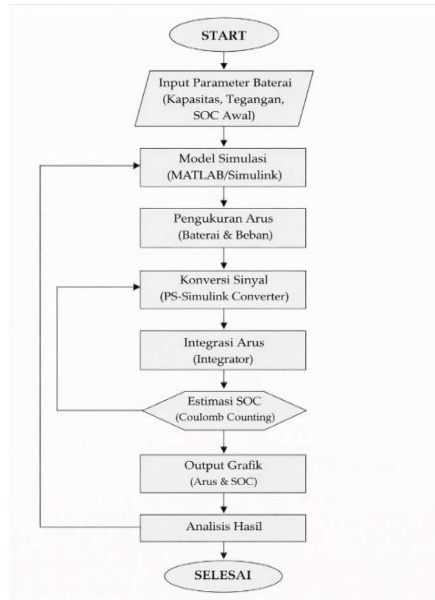 START
Input Parameter Baterai
(Kapasitas, Tegangan,
SOC Awal)
Model Simulasi
(MATLAB/Simulink)
Pengukuran Arus
(Baterai & Beban)
Konversi Sinyal
(PS-Simulink Converter)
Integrasi Arus
(Integrator)
Estimasi SOC
(Coulomb Counting)
Output Grafik
(Arus & SOC)
Analisis Hasil
SELESAI